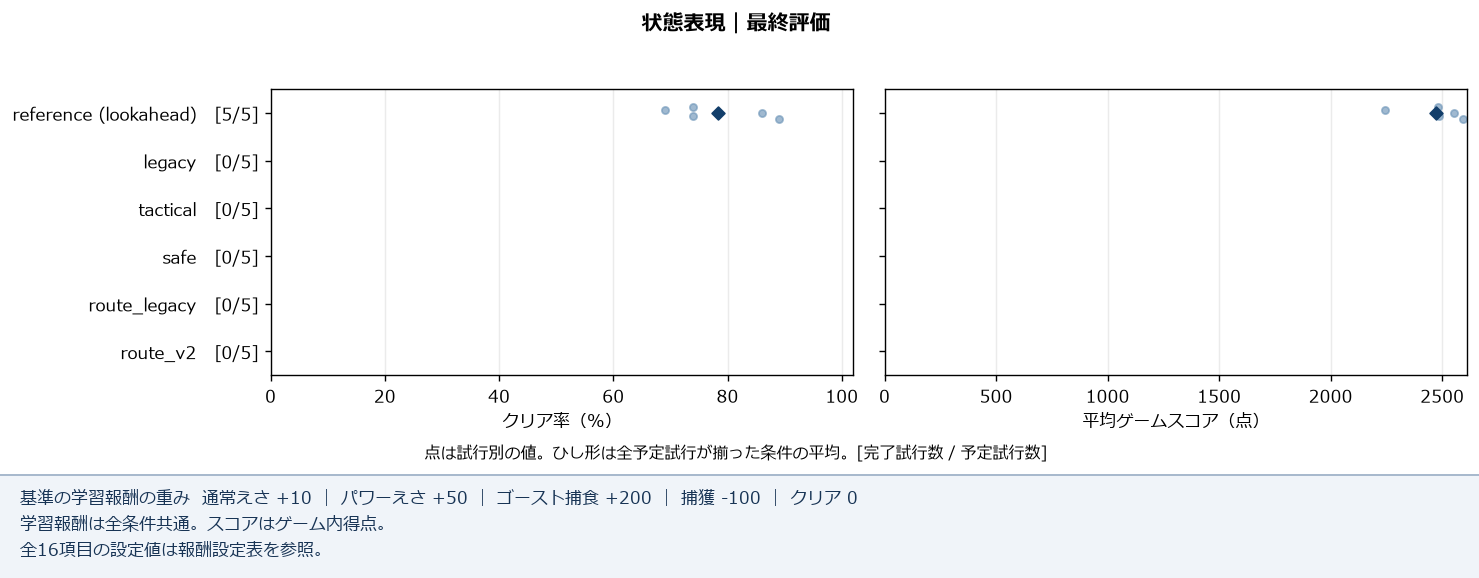 状態表現｜最終評価
reference (lookahead) [5/5]
legacy [0/5]
tactical [0/5]
safe [0/5]
route_legacy [0/5]
route_v2 [0/5]
0 20 40 60 80 100
クリア率（%）
0 500 1000 1500 2000 2500
平均ゲームスコア（点）
点は試行別の値。ひし形は全予定試行が揃った条件の平均。[完了試行数 / 予定試行数]
基準の学習報酬の重み 通常えさ +10 ｜ パワーえさ +50 ｜ ゴースト捕食 +200 ｜ 捕獲 -100 ｜ クリア 0
学習報酬は全条件共通。スコアはゲーム内得点。
全16項目の設定値は報酬設定表を参照。